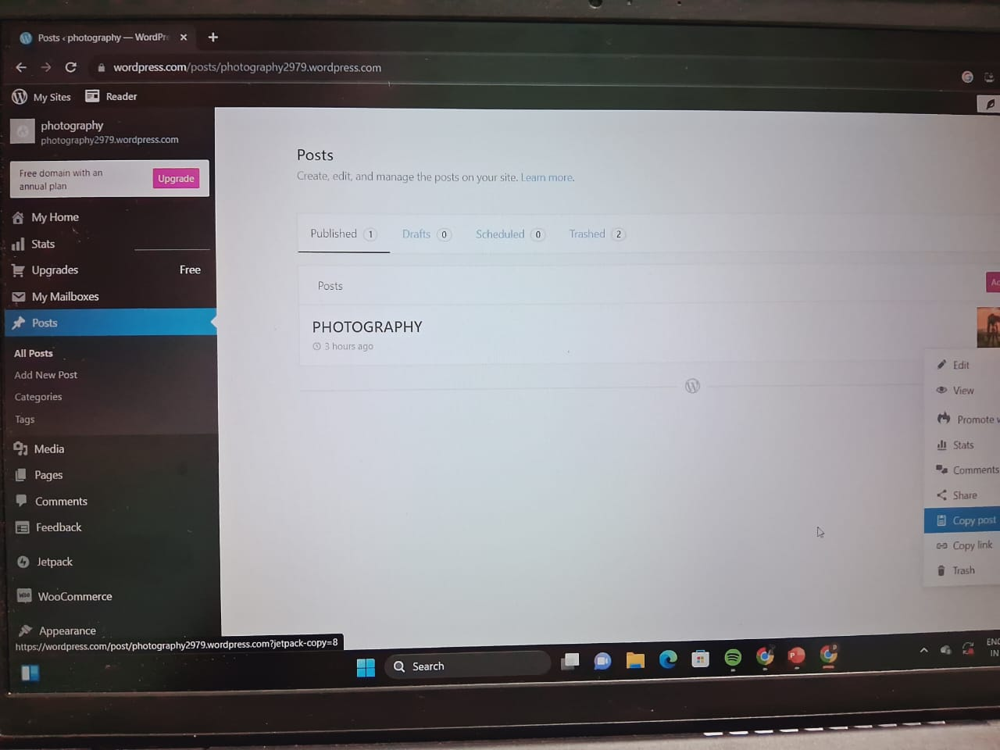 Posts ‹ photography — WordPr
wordpress.com/posts/photography2979.wordpress.com
My Sites
Reader
photography
photography2979.wordpress.com
Free domain with an
annual plan
Upgrade
My Home
Stats
Upgrades
Free
My Mailboxes
Posts
All Posts
Add New Post
Categories
Tags
Media
Pages
Comments
Feedback
Jetpack
WooCommerce
Appearance
https://wordpress.com/post/photography2979.wordpress.com?jetpack-copy=8
Posts
Create, edit, and manage the posts on your site. Learn more.
Published 1
Drafts 0
Scheduled 0
Trashed 2
Posts
PHOTOGRAPHY
3 hours ago
Edit
View
Promote
Stats
Comments
Share
Copy post
Copy link
Trash
Search
ENG
IN